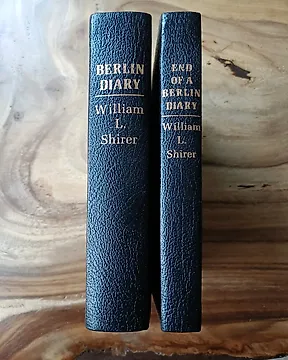 BERLIN
DIARY
William
L.
Shirer
END
OF A
BERLIN
DIARY
William
L.
Shirer